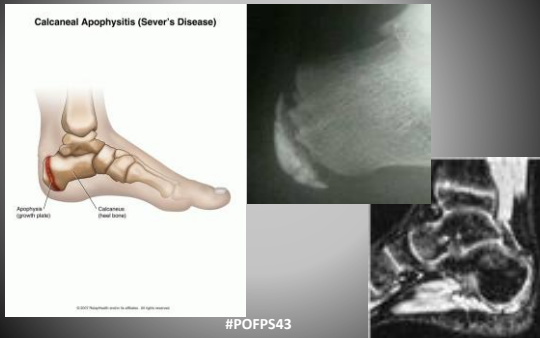 Calcaneal Apophysitis (Sever's Disease)
Apophysis
(growth plate)
Calcaneus
(heel bone)
#POFPS43